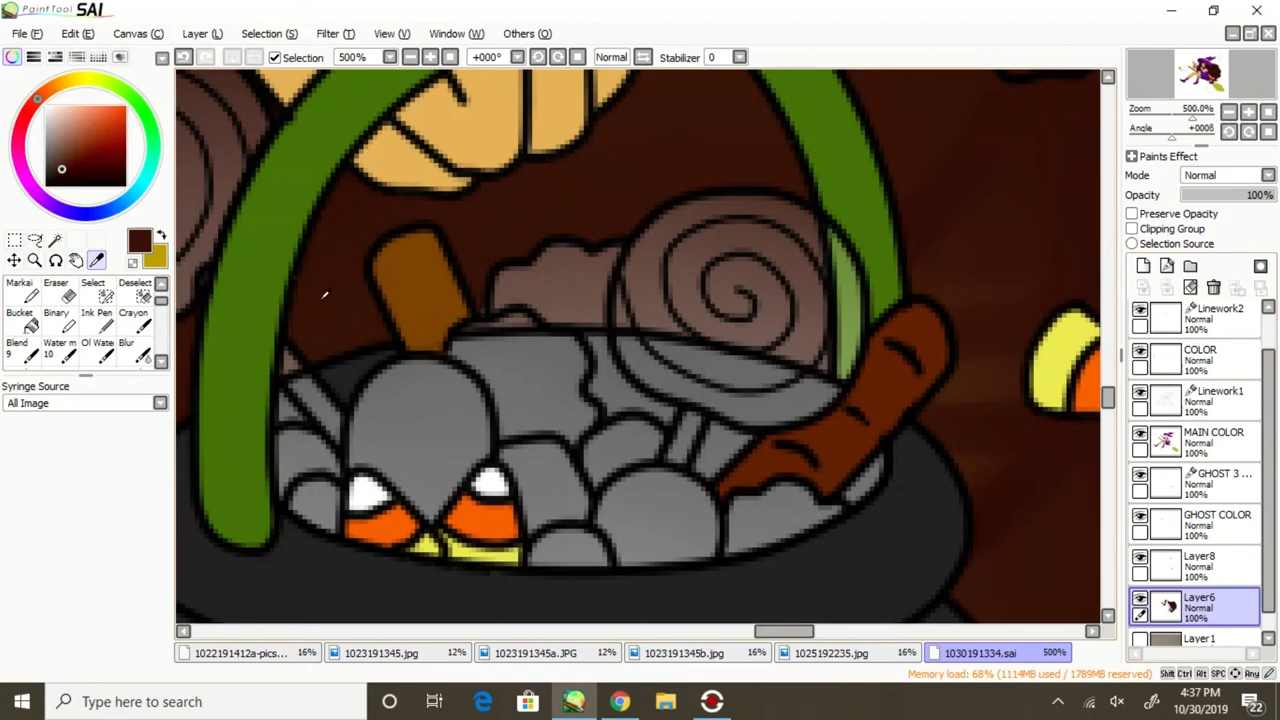 PaintTool SAI
File (F) Edit (E) Canvas (C) Layer (L) Selection (S) Filter (T) View (V) Window (W) Others (O)
Selection 500% +000° Normal Stabilizer 0
Zoom 500.0%
Angle +000B
Paints Effect
Mode Normal
Opacity 100%
Preserve Opacity
Clipping Group
Selection Source
Markai Eraser Select Deselect
Bucket Binary Ink Pen Crayon
Blend Water m Oil Water Blur
9 10
Syringe Source
All Image
Linework2
Normal
100%
COLOR
Normal
100%
Linework1
Normal
100%
MAIN COLOR
Normal
100%
GHOST 3 ...
Normal
100%
GHOST COLOR
Normal
100%
Layer8
Normal
100%
Layer6
Normal
100%
Layer1
Normal
1022191412a-pics... 16% 1023191345.jpg 12% 1023191345a.JPG 12% 1023191345b.jpg 16% 1025192235.jpg 16% 1030191334.sai 500%
Memory load: 68% (1114MB used / 1789MB reserved) Shift Ctrl Alt SPC Any
Type here to search
4:37 PM
10/30/2019
22